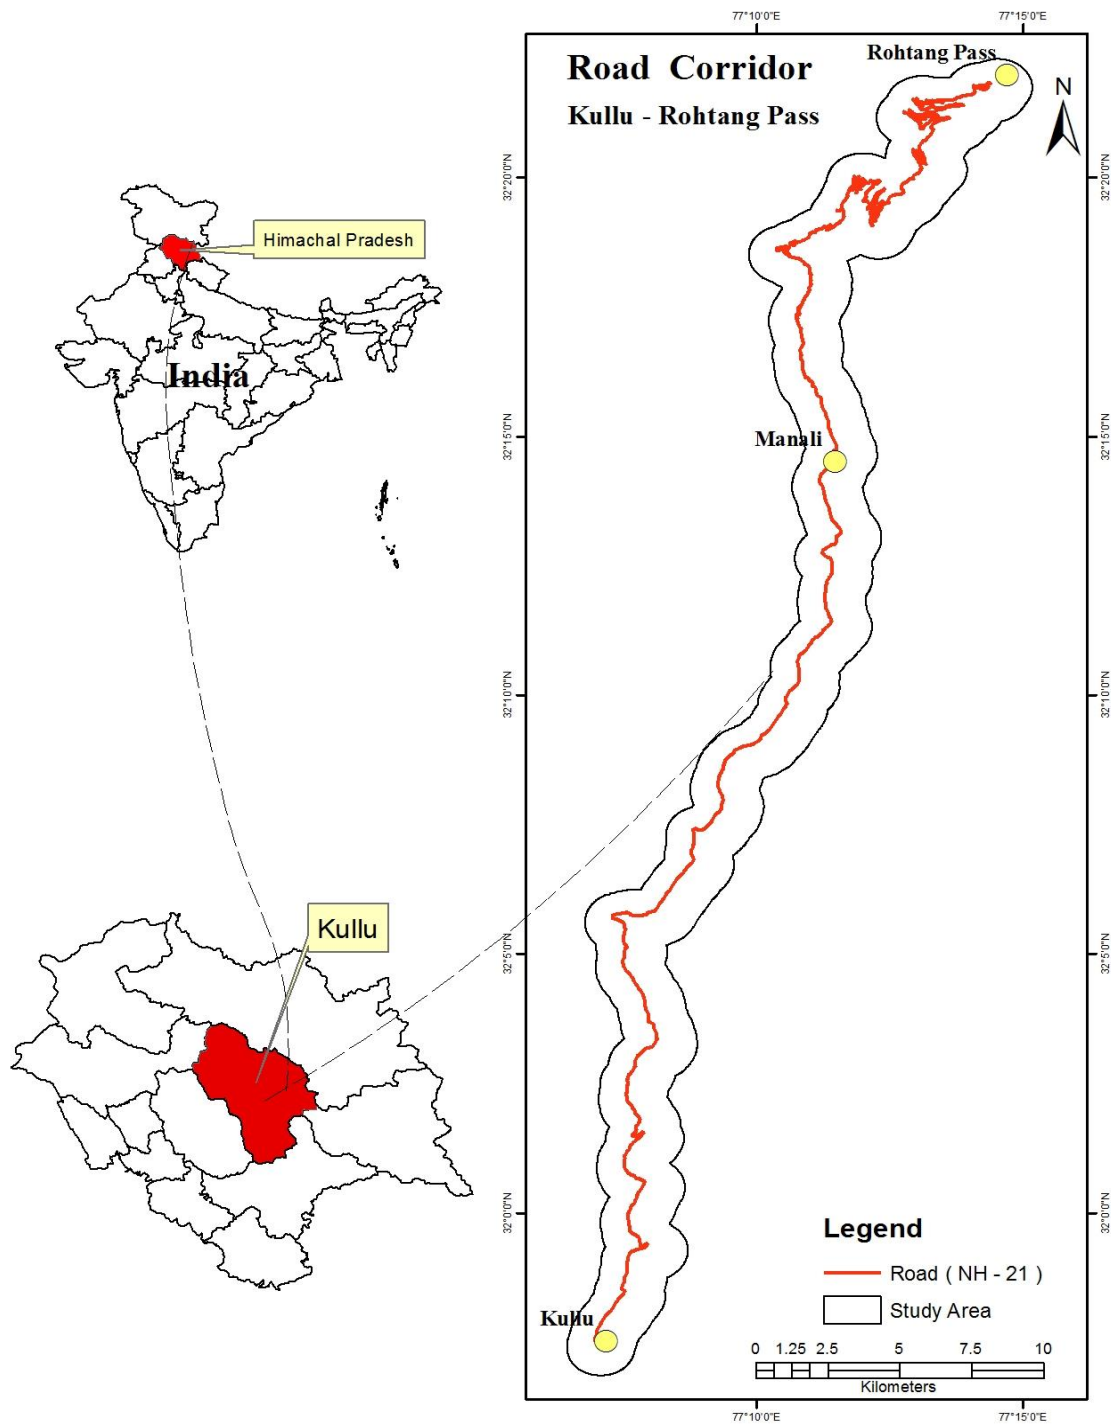 77°10'0"E
77°15'0"E
Road Corridor
Kullu - Rohtang Pass
Rohtang Pass
N
32°20'0"N
32°20'0"N
Himachal Pradesh
India
Manali
32°15'0"N
32°15'0"N
32°10'0"N
32°10'0"N
Kullu
32°5'0"N
32°5'0"N
32°0'0"N
32°0'0"N
Legend
Road ( NH - 21 )
Study Area
Kullu
0 1.25 2.5 5 7.5 10
Kilometers
77°10'0"E
77°15'0"E